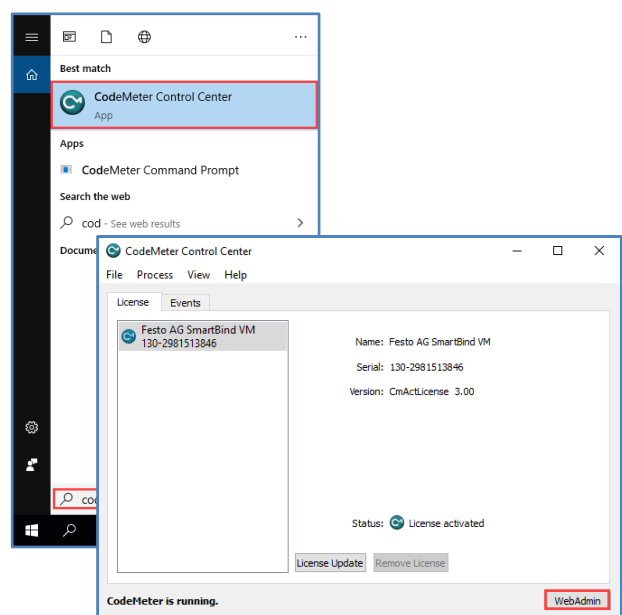 Best match
CodeMeter Control Center
App
Apps
CodeMeter Command Prompt
Search the web
cod - See web results
Docume
cod
CodeMeter Control Center
File Process View Help
License Events
Festo AG SmartBind VM
130-2981513846
Name: Festo AG SmartBind VM
Serial: 130-2981513846
Version: CmActLicense 3.00
Status: License activated
License Update Remove License
CodeMeter is running. WebAdmin